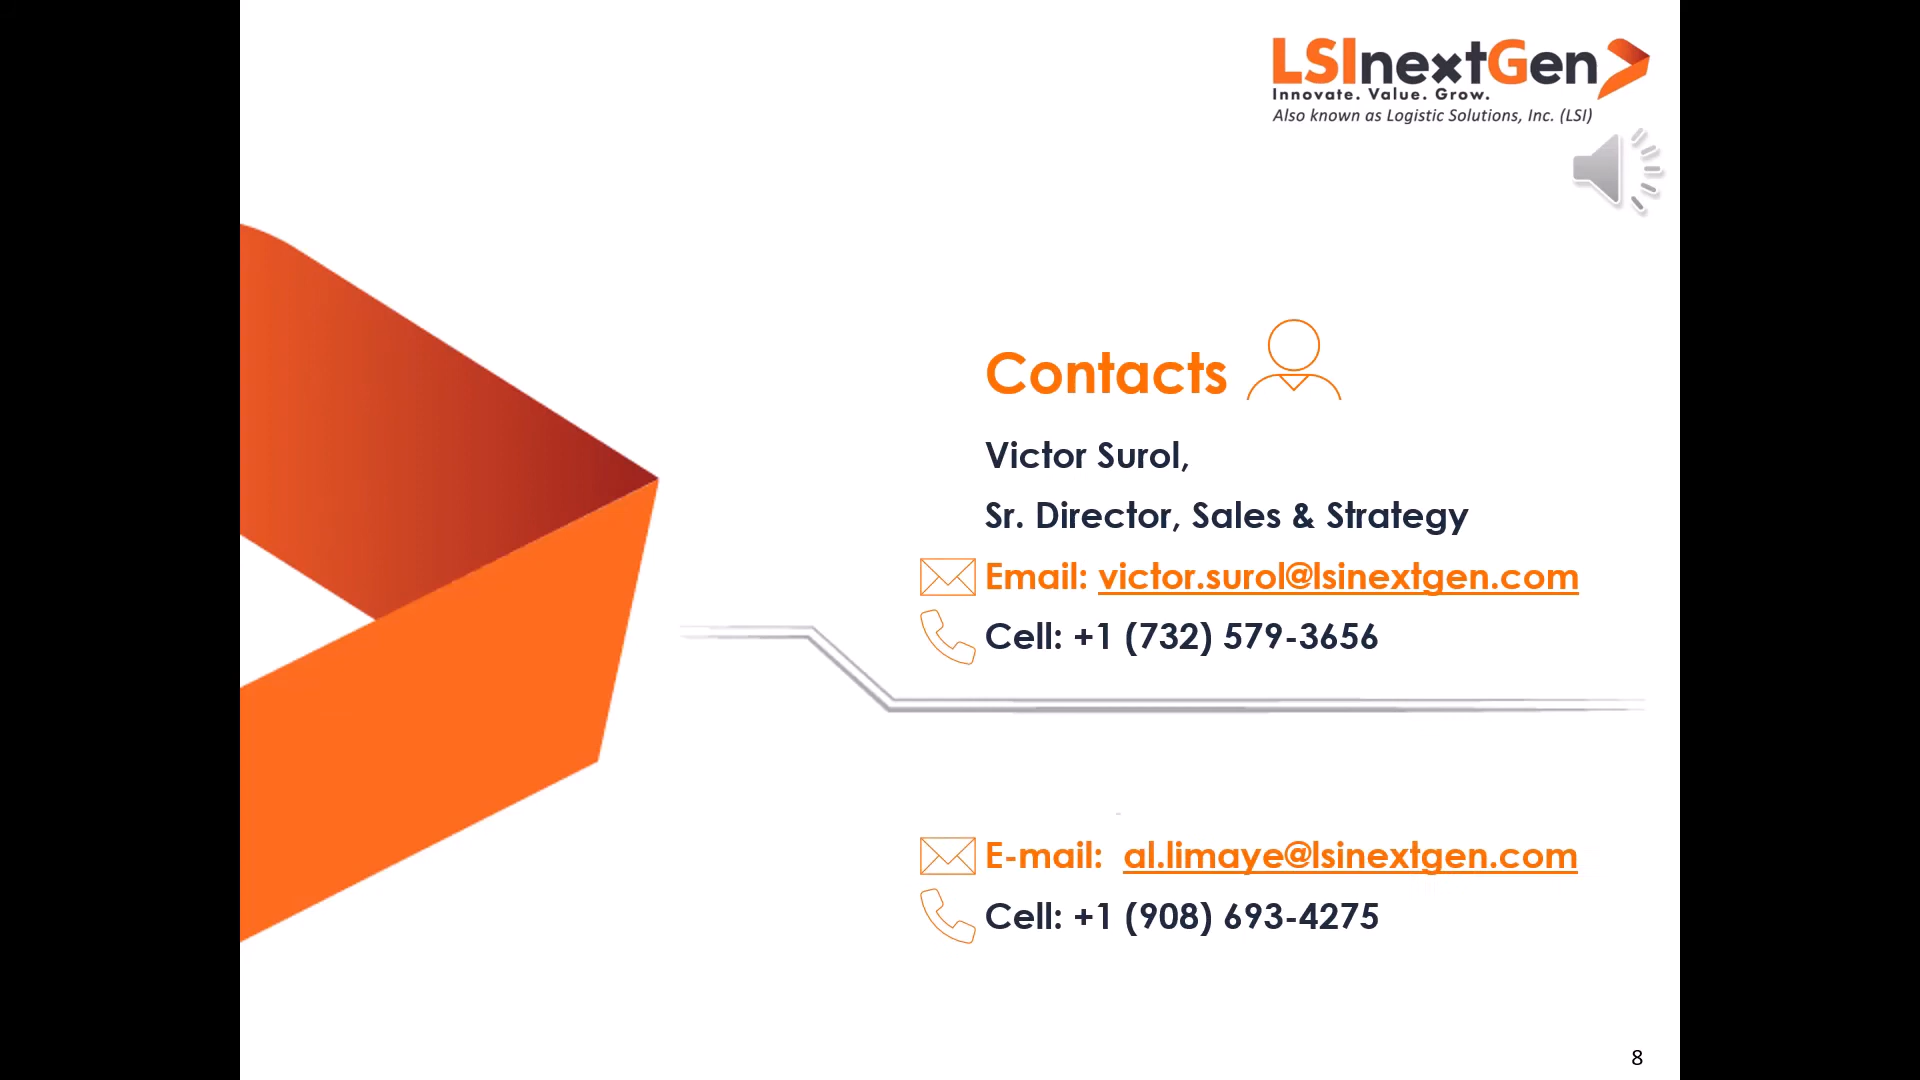 LSInextGen
Innovate. Value. Grow.
Also known as Logistic Solutions, Inc. (LSI)
Contacts
Victor Surol,
Sr. Director, Sales & Strategy
Email: victor.surol@lsinextgen.com
Cell: +1 (732) 579-3656
E-mail: al.limaye@lsinextgen.com
Cell: +1 (908) 693-4275
8